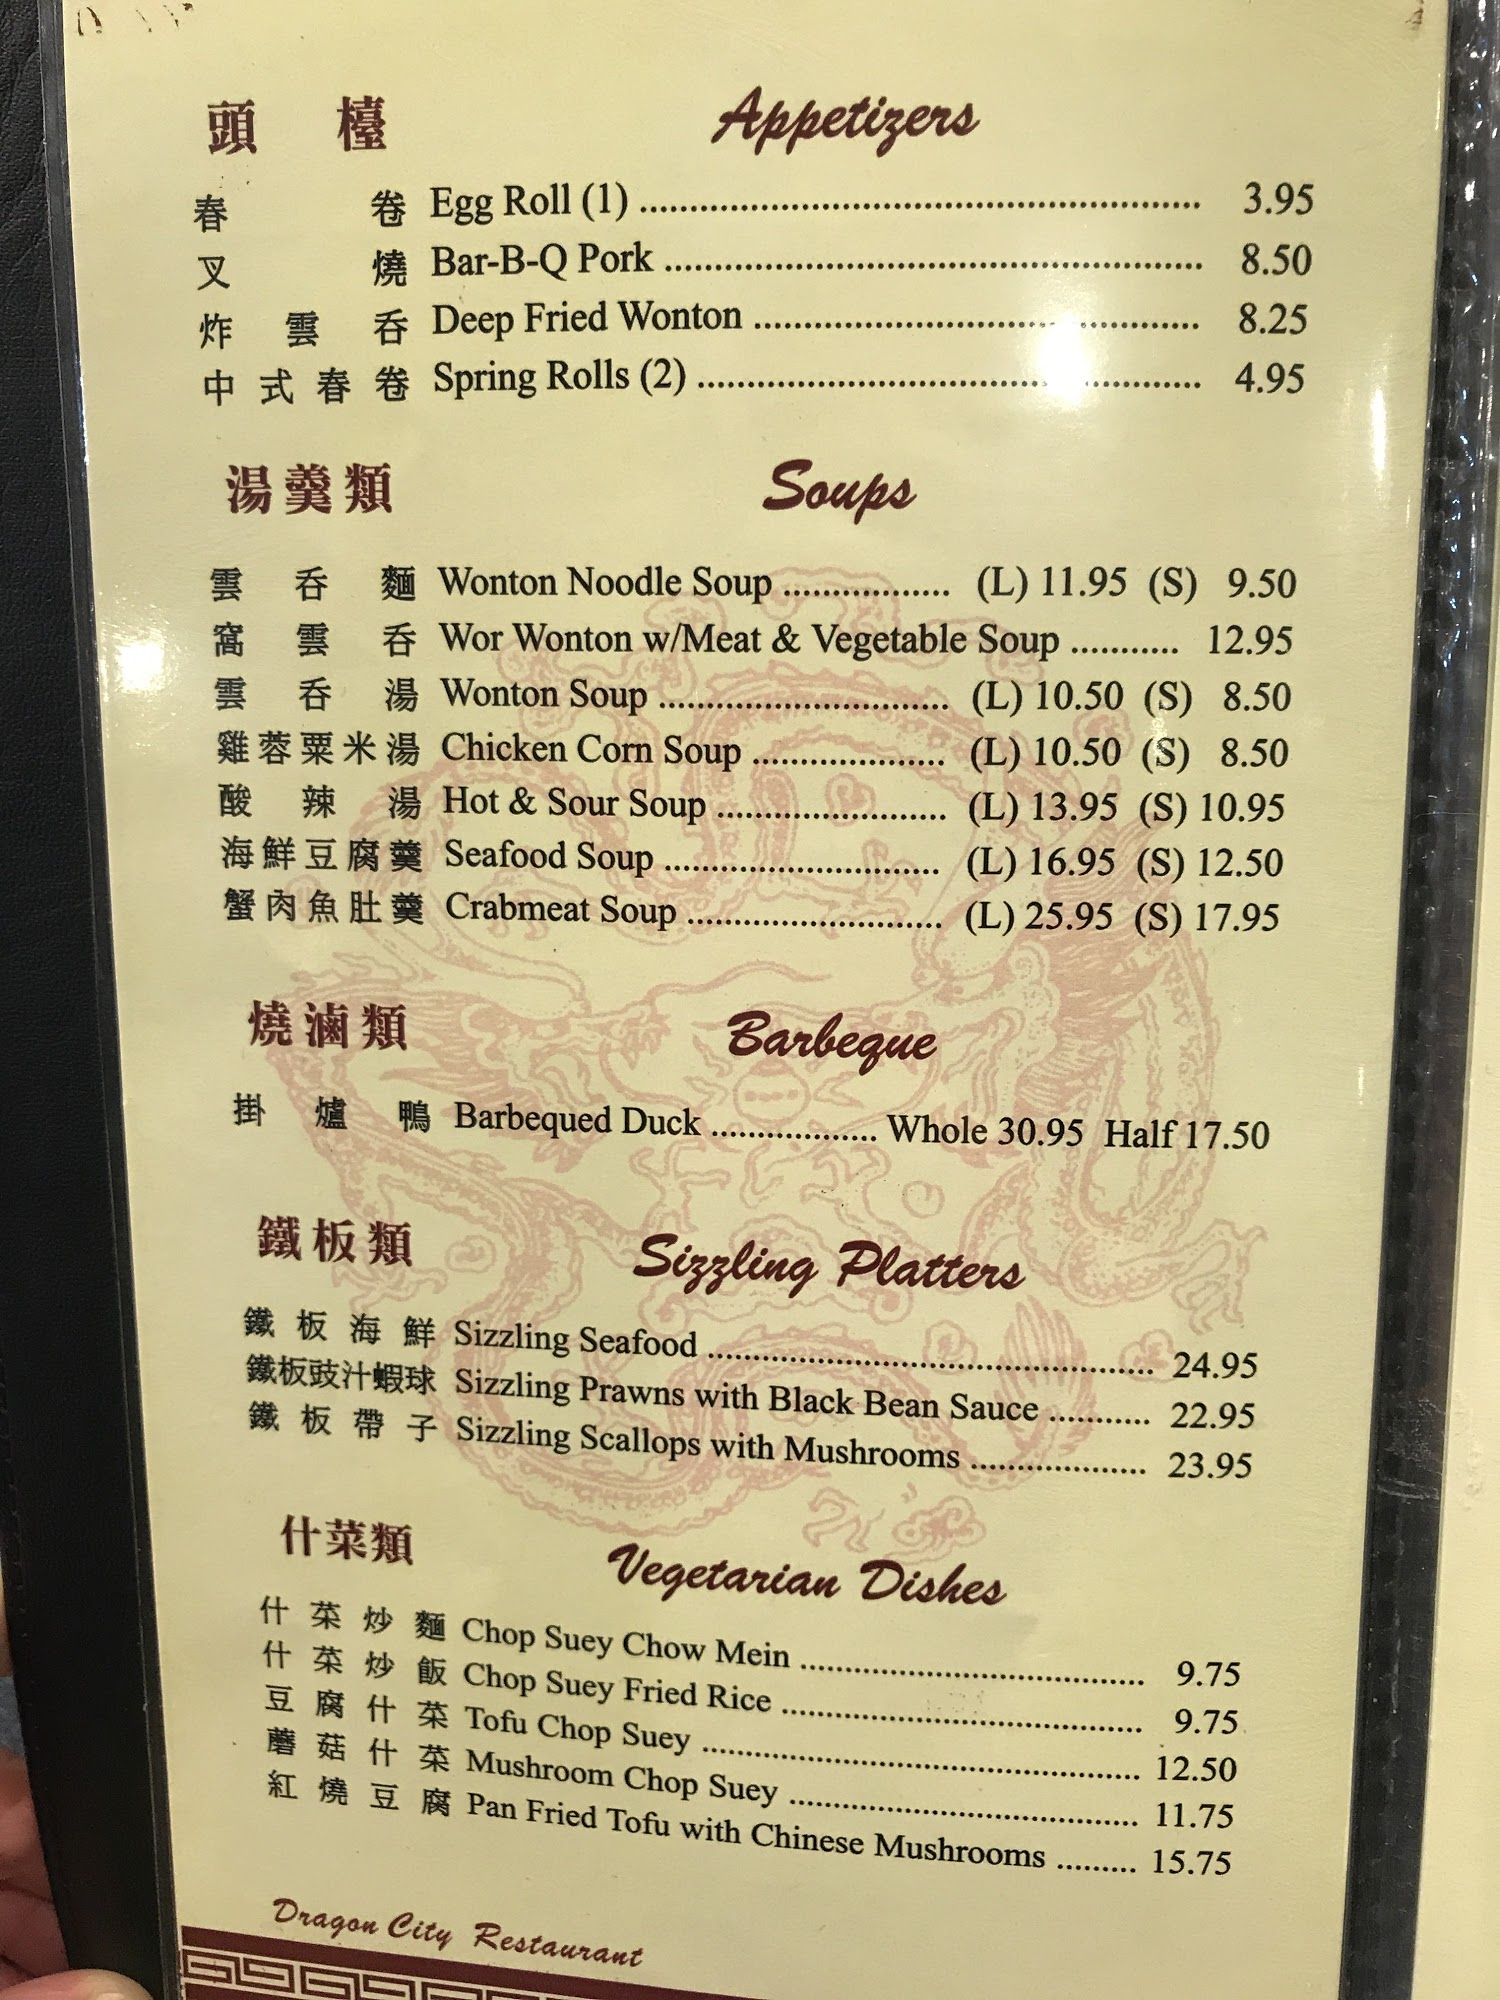 頭檯 Appetizers
春卷 Egg Roll (1) 3.95
叉燒 Bar-B-Q Pork 8.50
炸雲呑 Deep Fried Wonton 8.25
中式春卷 Spring Rolls (2) 4.95
湯羹類 Soups
雲呑麵 Wonton Noodle Soup (L) 11.95 (S) 9.50
窩雲呑 Wor Wonton w/Meat & Vegetable Soup 12.95
雲呑湯 Wonton Soup (L) 10.50 (S) 8.50
雞蓉粟米湯 Chicken Corn Soup (L) 10.50 (S) 8.50
酸辣湯 Hot & Sour Soup (L) 13.95 (S) 10.95
海鮮豆腐羹 Seafood Soup (L) 16.95 (S) 12.50
蟹肉魚肚羹 Crabmeat Soup (L) 25.95 (S) 17.95
燒滷類 Barbeque
掛爐鴨 Barbequed Duck Whole 30.95 Half 17.50
鐵板類 Sizzling Platters
鐵板海鮮 Sizzling Seafood 24.95
鐵板豉汁蝦球 Sizzling Prawns with Black Bean Sauce 22.95
鐵板帶子 Sizzling Scallops with Mushrooms 23.95
什菜類 Vegetarian Dishes
什菜炒麵 Chop Suey Chow Mein 9.75
什菜炒飯 Chop Suey Fried Rice 9.75
豆腐什菜 Tofu Chop Suey 12.50
蘑菇什菜 Mushroom Chop Suey 11.75
紅燒豆腐 Pan Fried Tofu with Chinese Mushrooms 15.75
Dragon City Restaurant